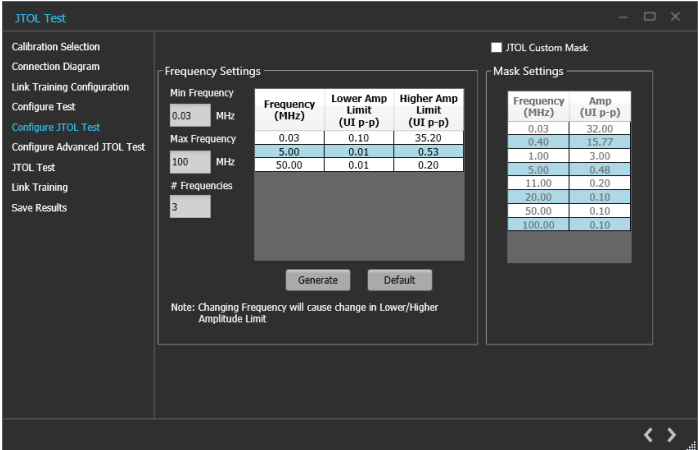 JTOL Test
Calibration Selection
Connection Diagram
Link Training Configuration
Configure Test
Configure JTOL Test
Configure Advanced JTOL Test
JTOL Test
Link Training
Save Results
JTOL Custom Mask
Frequency Settings
Min Frequency
0.03 MHz
Max Frequency
100 MHz
# Frequencies
3
Frequency (MHz) Lower Amp Limit (UI p-p) Higher Amp Limit (UI p-p)
0.03 0.10 35.20
5.00 0.01 0.53
50.00 0.01 0.20
Generate Default
Note: Changing Frequency will cause change in Lower/Higher
Amplitude Limit
Mask Settings
Frequency (MHz) Amp (UI p-p)
0.03 32.00
0.40 15.77
1.00 3.00
5.00 0.48
11.00 0.20
20.00 0.10
50.00 0.10
100.00 0.10